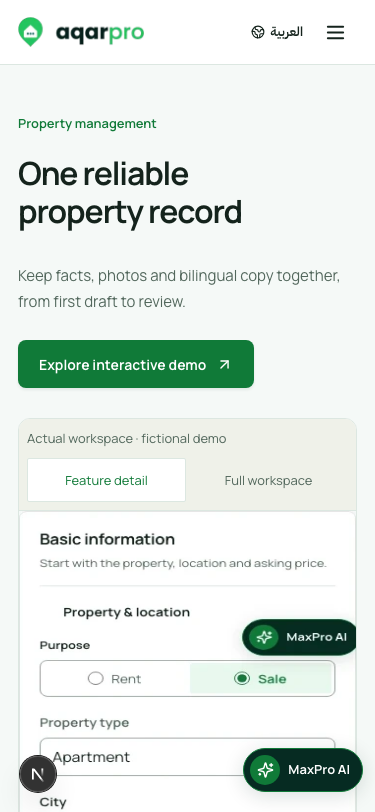 aqarpro
العربية
Property management
One reliable
property record
Keep facts, photos and bilingual copy together,
from first draft to review.
Explore interactive demo
Actual workspace · fictional demo
Feature detail
Full workspace
Basic information
Start with the property, location and asking price.
Property & location
MaxPro AI
Purpose
Rent
Sale
Property type
Apartment
N
MaxPro AI
City